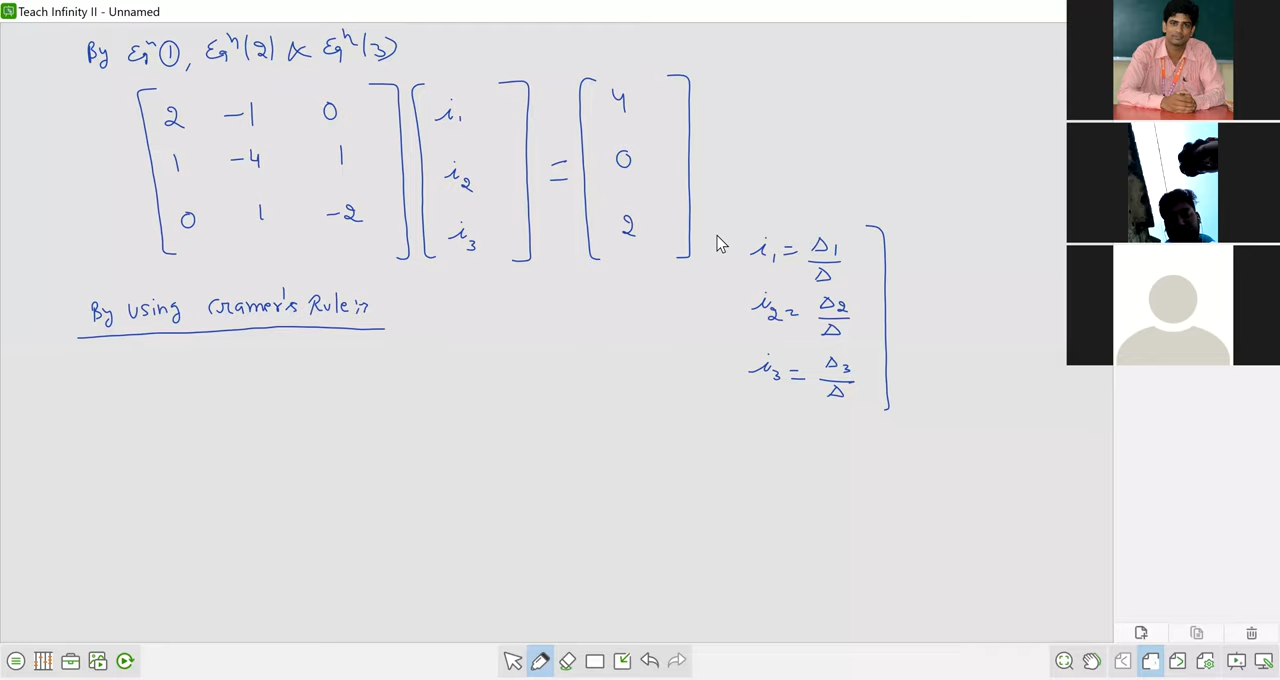 Teach Infinity II - Unnamed
By Eqⁿ ①, Eqⁿ(2) & Eqⁿ(3)
[ 2 -1 0 ] [ i₁ ] = [ 4 ]
[ 1 -4 1 ] [ i₂ ] [ 0 ]
[ 0 1 -2 ] [ i₃ ] [ 2 ]
By using Cramer's Rule :-
i₁ = Δ1/Δ
i₂ = Δ2/Δ
i₃ = Δ3/Δ